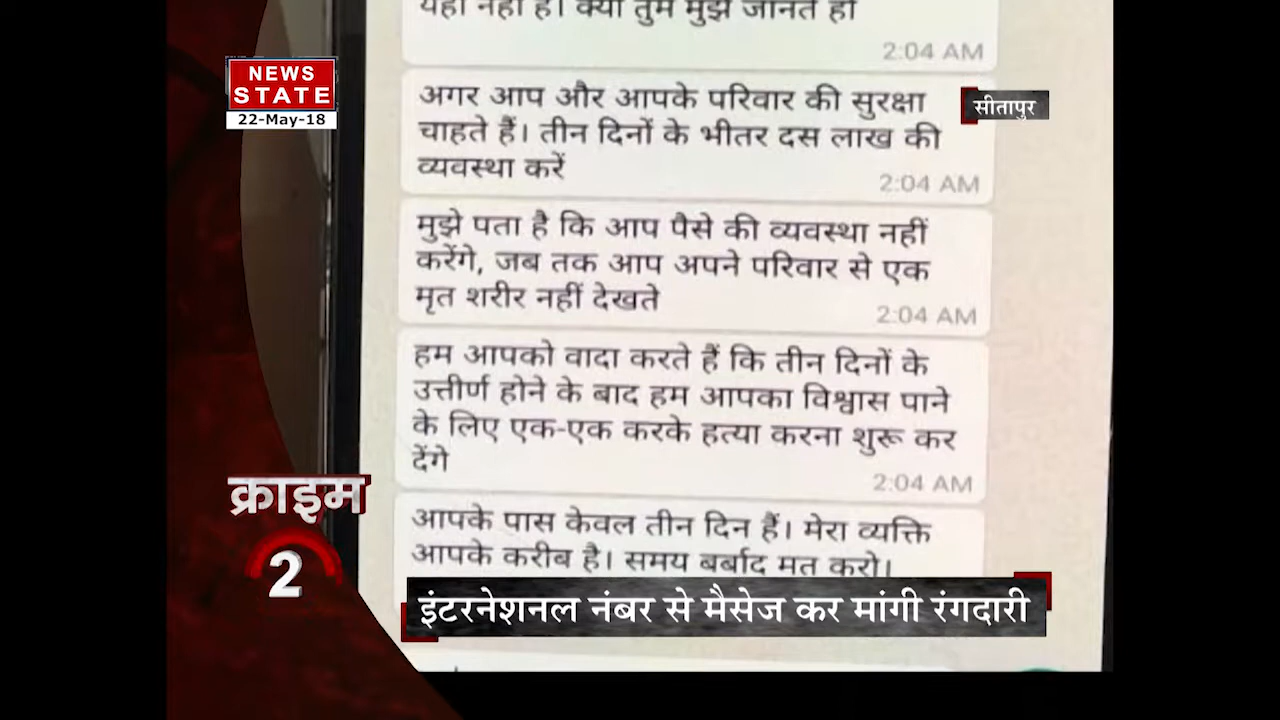 यहां नहीं है। क्या तुम मुझे जानते हो
2:04 AM
NEWS
STATE
22-May-18
सीतापुर
अगर आप और आपके परिवार की सुरक्षा
चाहते हैं। तीन दिनों के भीतर दस लाख की
व्यवस्था करें
2:04 AM
मुझे पता है कि आप पैसे की व्यवस्था नहीं
करेंगे, जब तक आप अपने परिवार से एक
मृत शरीर नहीं देखते
2:04 AM
हम आपको वादा करते हैं कि तीन दिनों के
उत्तीर्ण होने के बाद हम आपका विश्वास पाने
के लिए एक-एक करके हत्या करना शुरू कर
देंगे
2:04 AM
आपके पास केवल तीन दिन हैं। मेरा व्यक्ति
आपके करीब है। समय बर्बाद मत करो।
क्राइम
2
इंटरनेशनल नंबर से मैसेज कर मांगी रंगदारी